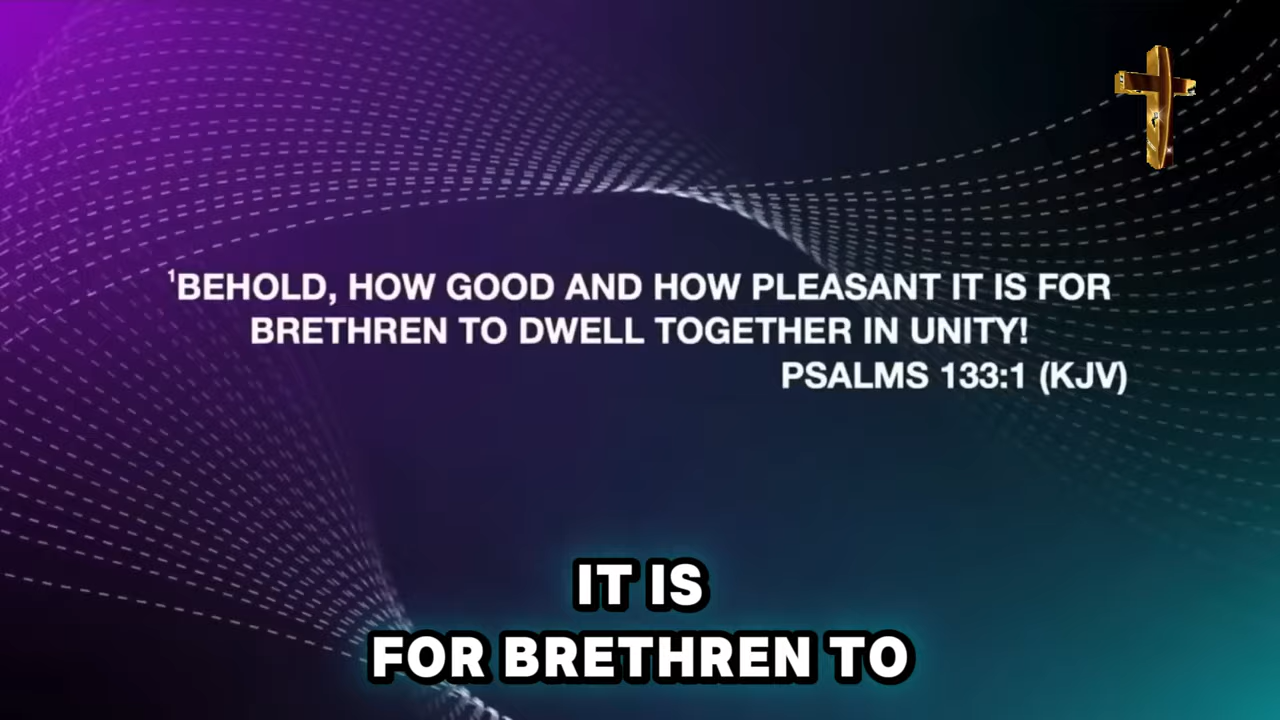 ¹BEHOLD, HOW GOOD AND HOW PLEASANT IT IS FOR
BRETHREN TO DWELL TOGETHER IN UNITY!
PSALMS 133:1 (KJV)
IT IS
FOR BRETHREN TO